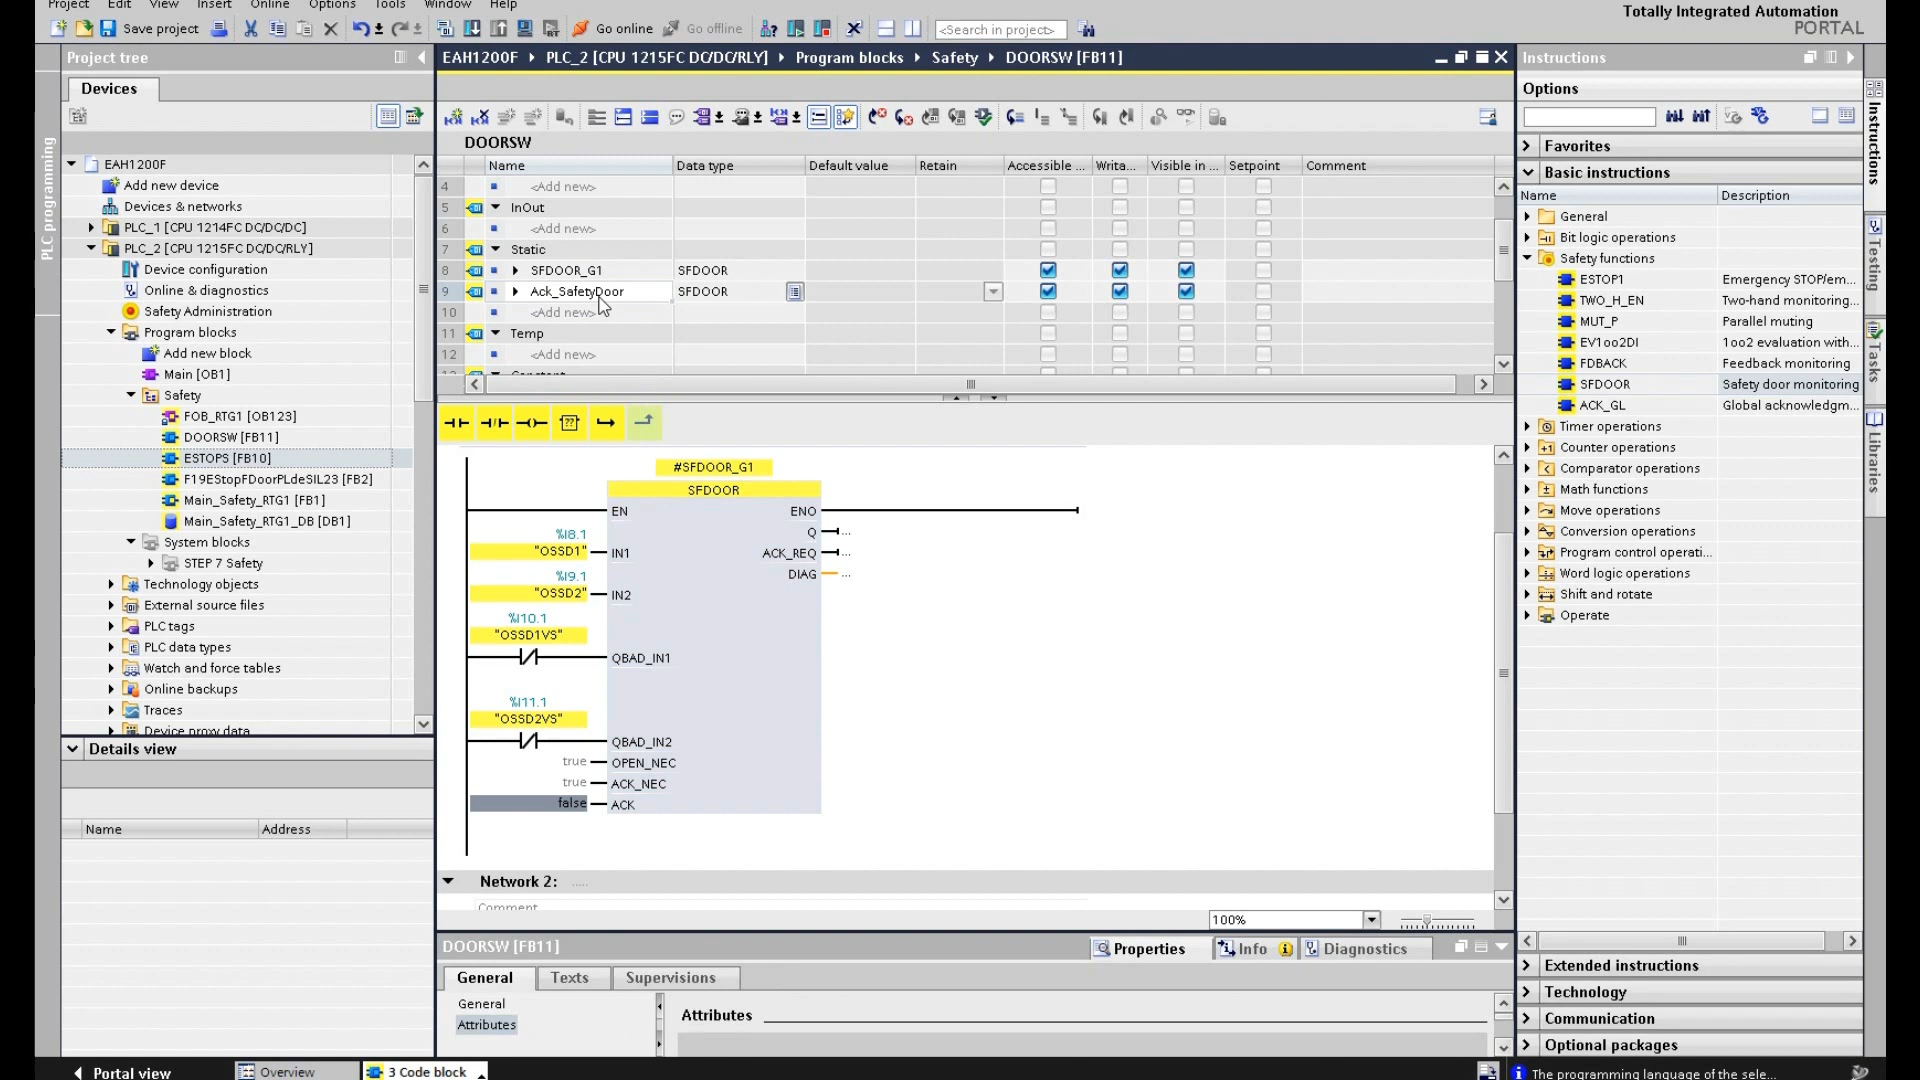 Project Edit View Insert Online Options Tools Window Help
Totally Integrated Automation
PORTAL
Save project
Go online
Go offline
<Search in project>
Project tree
EAH1200F
PLC_2 [CPU 1215FC DC/DC/RLY]
Program blocks
Safety
DOORSW [FB11]
Instructions
Devices
Options
PLC programming
DOORSW
Name
Data type
Default value
Retain
Accessible ...
Writa...
Visible in ...
Setpoint
Comment
4 <Add new>
5 InOut
6 <Add new>
7 Static
8 SFDOOR_G1 SFDOOR
9 Ack_SafetyDoor SFDOOR
10 <Add new>
11 Temp
12 <Add new>
EAH1200F
Add new device
Devices & networks
PLC_1 [CPU 1214FC DC/DC/DC]
PLC_2 [CPU 1215FC DC/DC/RLY]
Device configuration
Online & diagnostics
Safety Administration
Program blocks
Add new block
Main [OB1]
Safety
FOB_RTG1 [OB123]
DOORSW [FB11]
ESTOPS [FB10]
F19EStopFDoorPLdeSIL23 [FB2]
Main_Safety_RTG1 [FB1]
Main_Safety_RTG1_DB [DB1]
System blocks
STEP 7 Safety
Technology objects
External source files
PLC tags
PLC data types
Watch and force tables
Online backups
Traces
Device proxy data
Details view
Name
Address
#SFDOOR_G1
SFDOOR
EN
ENO
%I8.1
Q ...
"OSSD1"
IN1
ACK_REQ ...
%I9.1
DIAG ...
"OSSD2"
IN2
%I10.1
"OSSD1VS"
QBAD_IN1
%I11.1
"OSSD2VS"
QBAD_IN2
true OPEN_NEC
true ACK_NEC
false ACK
Network 2: .....
Comment
100%
DOORSW [FB11]
Properties
Info
Diagnostics
General
Texts
Supervisions
General
Attributes
Attributes
Favorites
Basic instructions
Name
Description
General
Bit logic operations
Safety functions
ESTOP1 Emergency STOP/em...
TWO_H_EN Two-hand monitoring...
MUT_P Parallel muting
EV1oo2DI 1oo2 evaluation with...
FDBACK Feedback monitoring
SFDOOR Safety door monitoring
ACK_GL Global acknowledgm...
Timer operations
Counter operations
Comparator operations
Math functions
Move operations
Conversion operations
Program control operati...
Word logic operations
Shift and rotate
Operate
Extended instructions
Technology
Communication
Optional packages
Instructions
Testing
Tasks
Libraries
Portal view
Overview
3 Code block
The programming language of the sele...